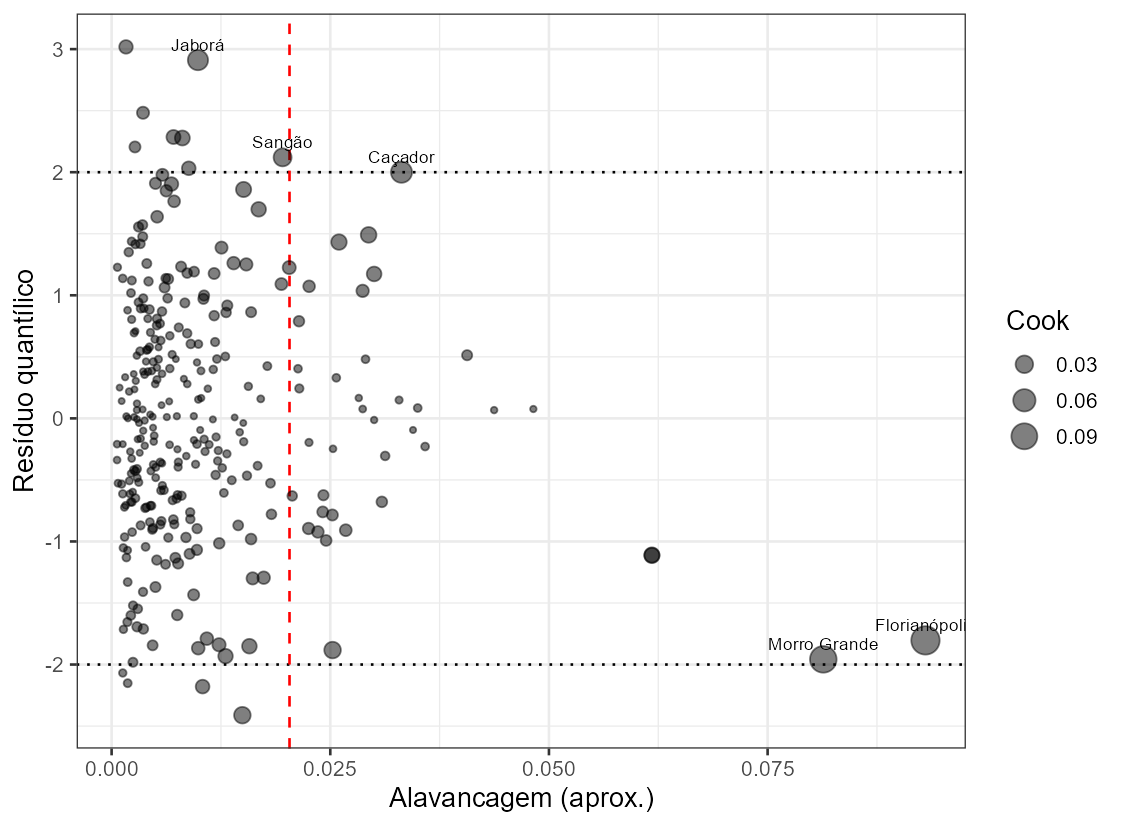 Jaborá
Sangão
Caçador
Florianópoli
Morro Grande
3
2
1
0
-1
-2
0.000
0.025
0.050
0.075
Alavancagem (aprox.)
Resíduo quantílico
Cook
0.03
0.06
0.09